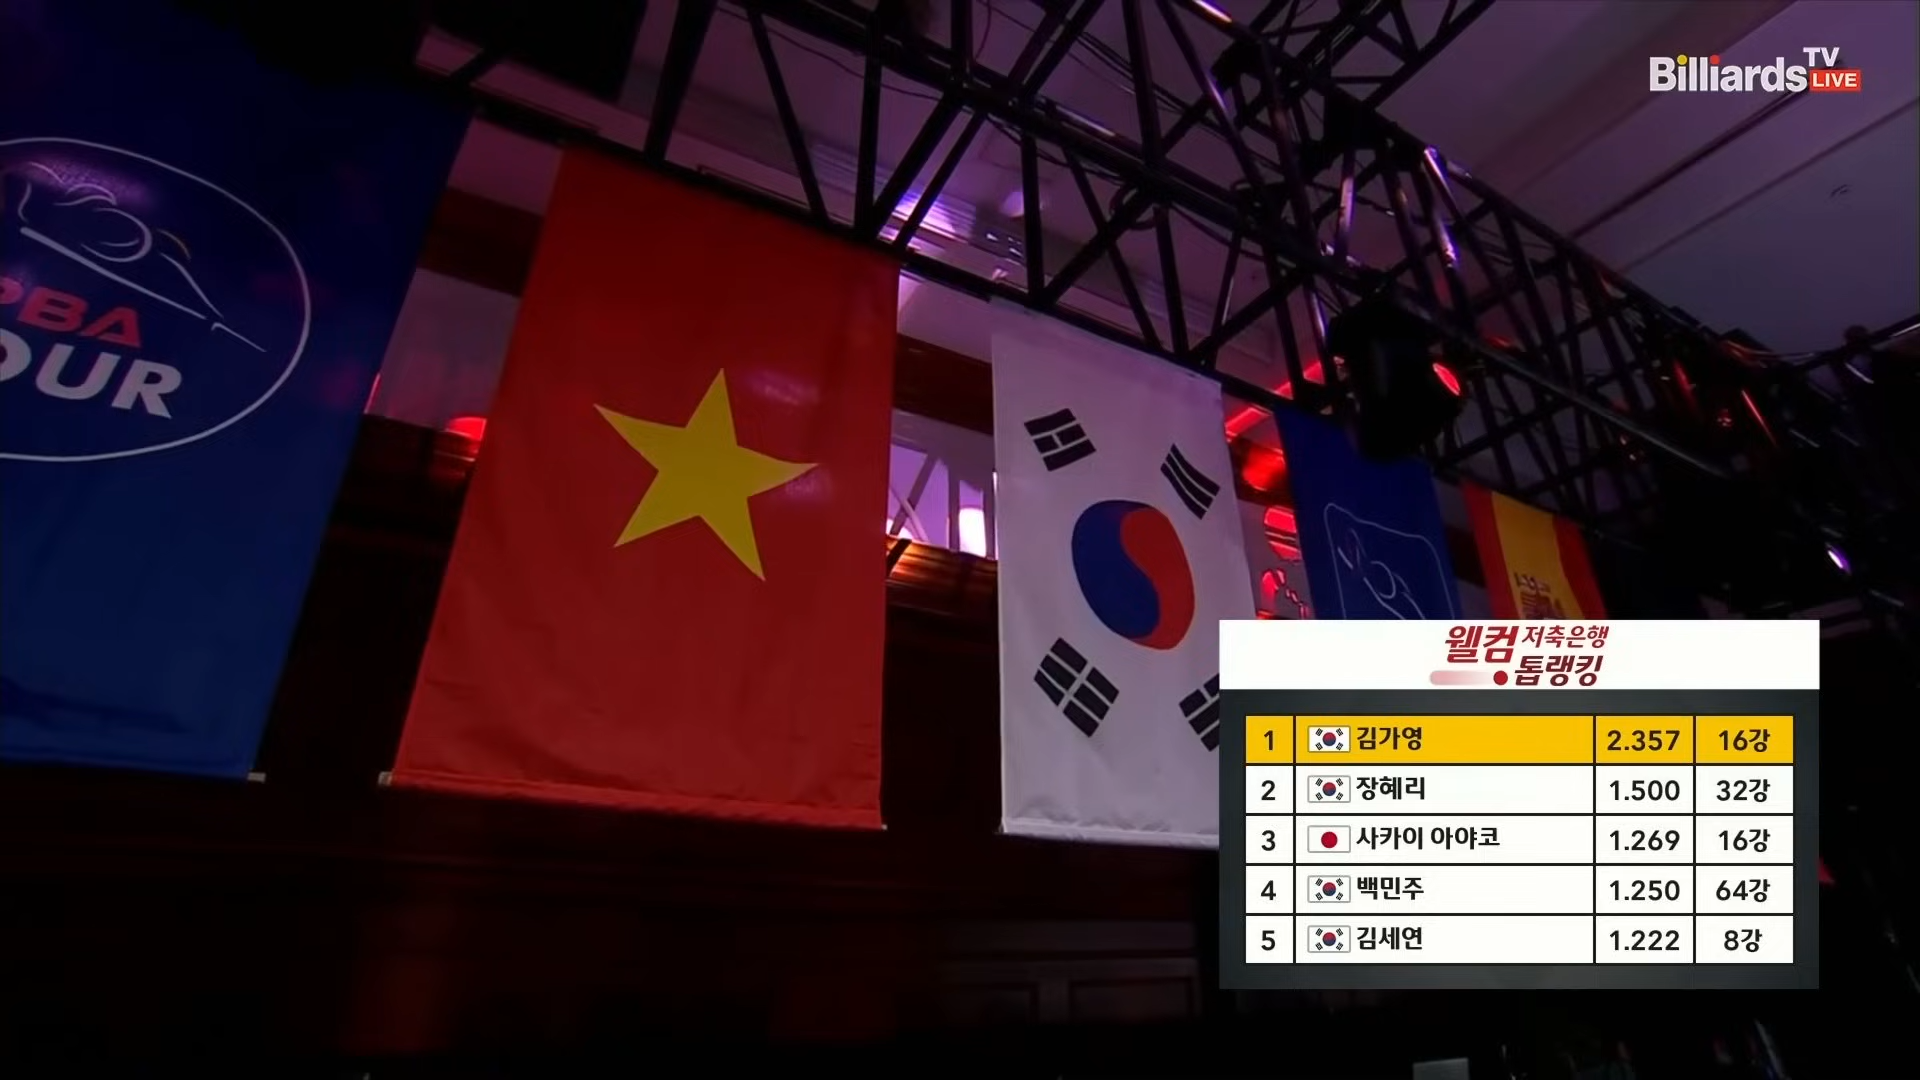 Billiards TV
LIVE
PBA
TOUR
웰컴 저축은행
톱랭킹
1 김가영 2.357 16강
2 장혜리 1.500 32강
3 사카이 아야코 1.269 16강
4 백민주 1.250 64강
5 김세연 1.222 8강